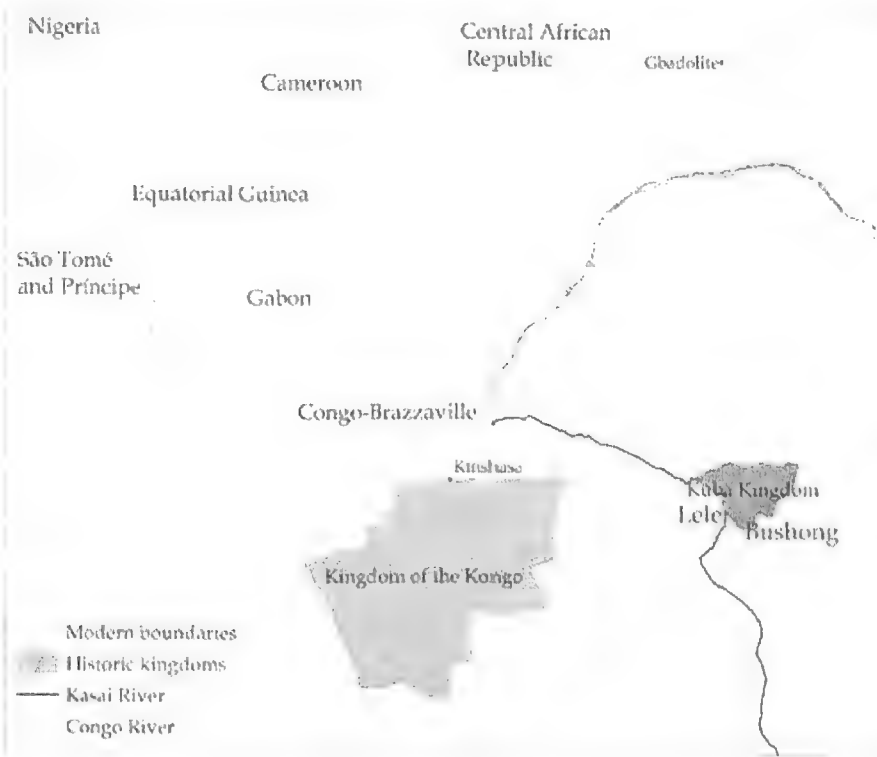 Nigeria
Central African
Republic
Gbadolite
Cameroon
Equatorial Guinea
São Tomé
and Príncipe
Gabon
Congo-Brazzaville
Kinshasa
Kuba Kingdom
Lele
Bushong
Kingdom of the Kongo
Modern boundaries
Historic kingdoms
Kasai River
Congo River